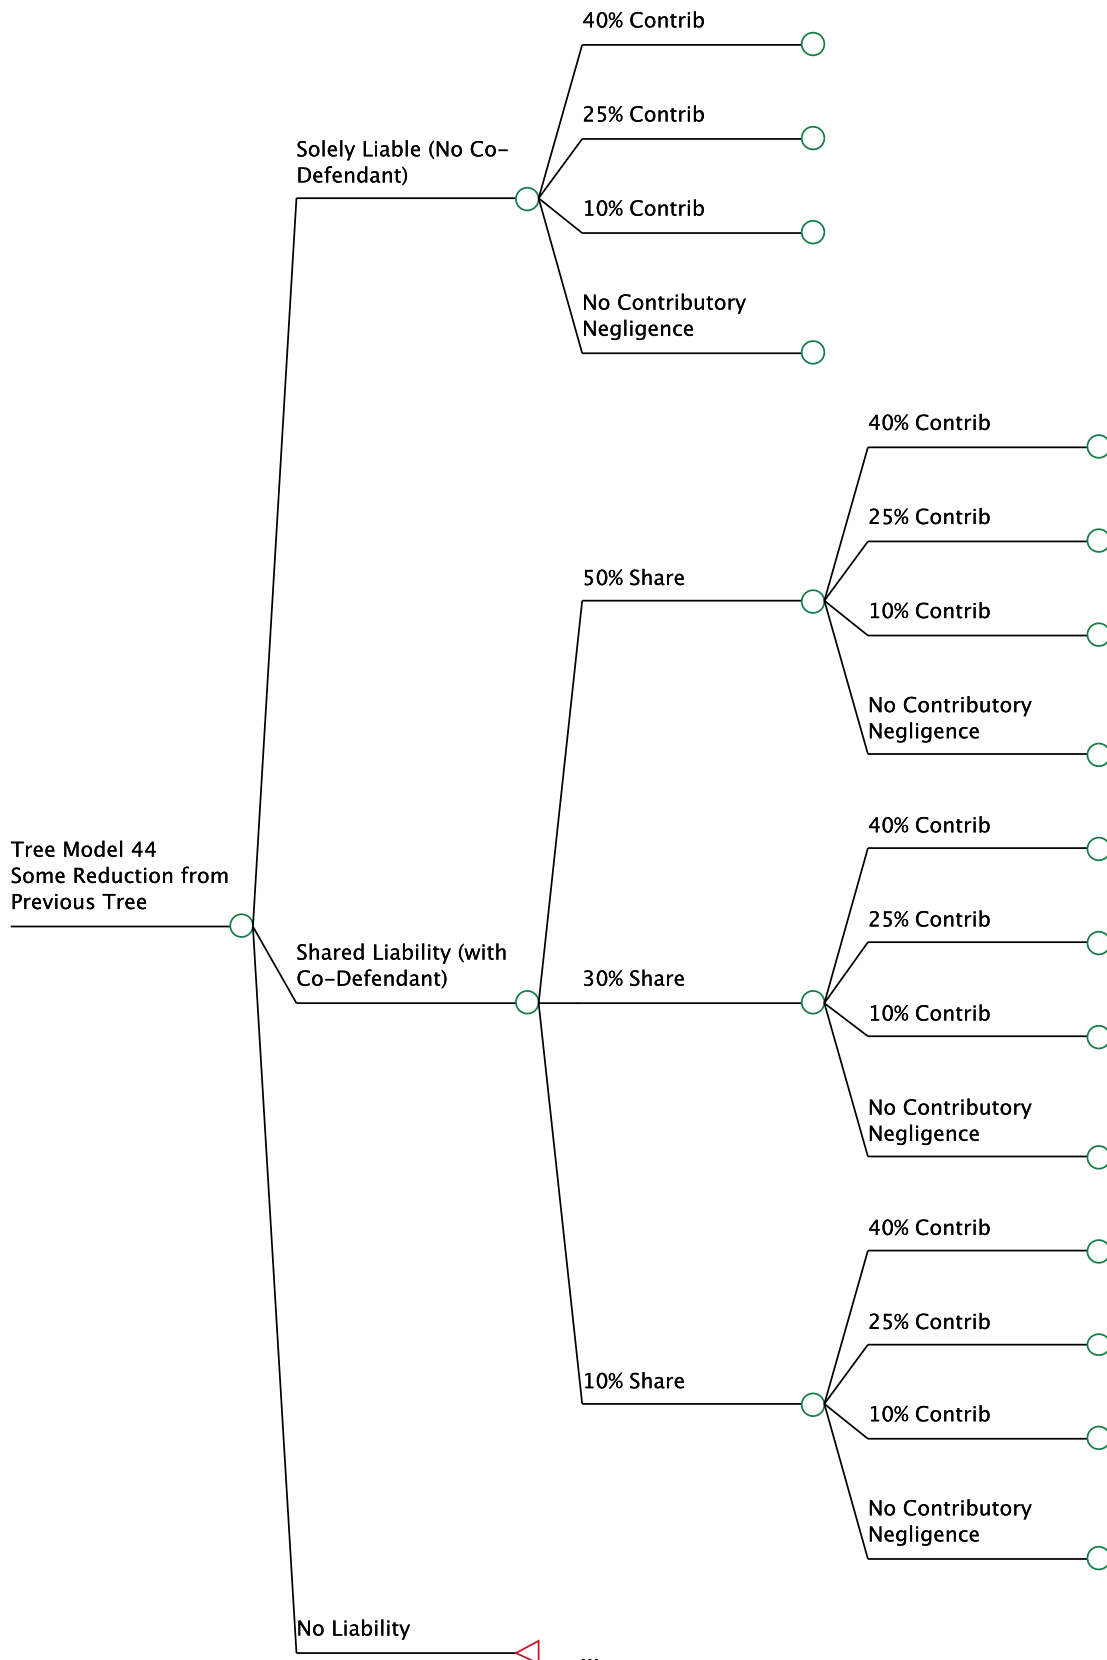 40% Contrib
25% Contrib
Solely Liable (No Co-
Defendant)
10% Contrib
No Contributory
Negligence
40% Contrib
25% Contrib
50% Share
10% Contrib
No Contributory
Negligence
Tree Model 44
Some Reduction from
Previous Tree
40% Contrib
25% Contrib
Shared Liability (with
Co-Defendant)
30% Share
10% Contrib
No Contributory
Negligence
40% Contrib
25% Contrib
10% Share
10% Contrib
No Contributory
Negligence
No Liability
...